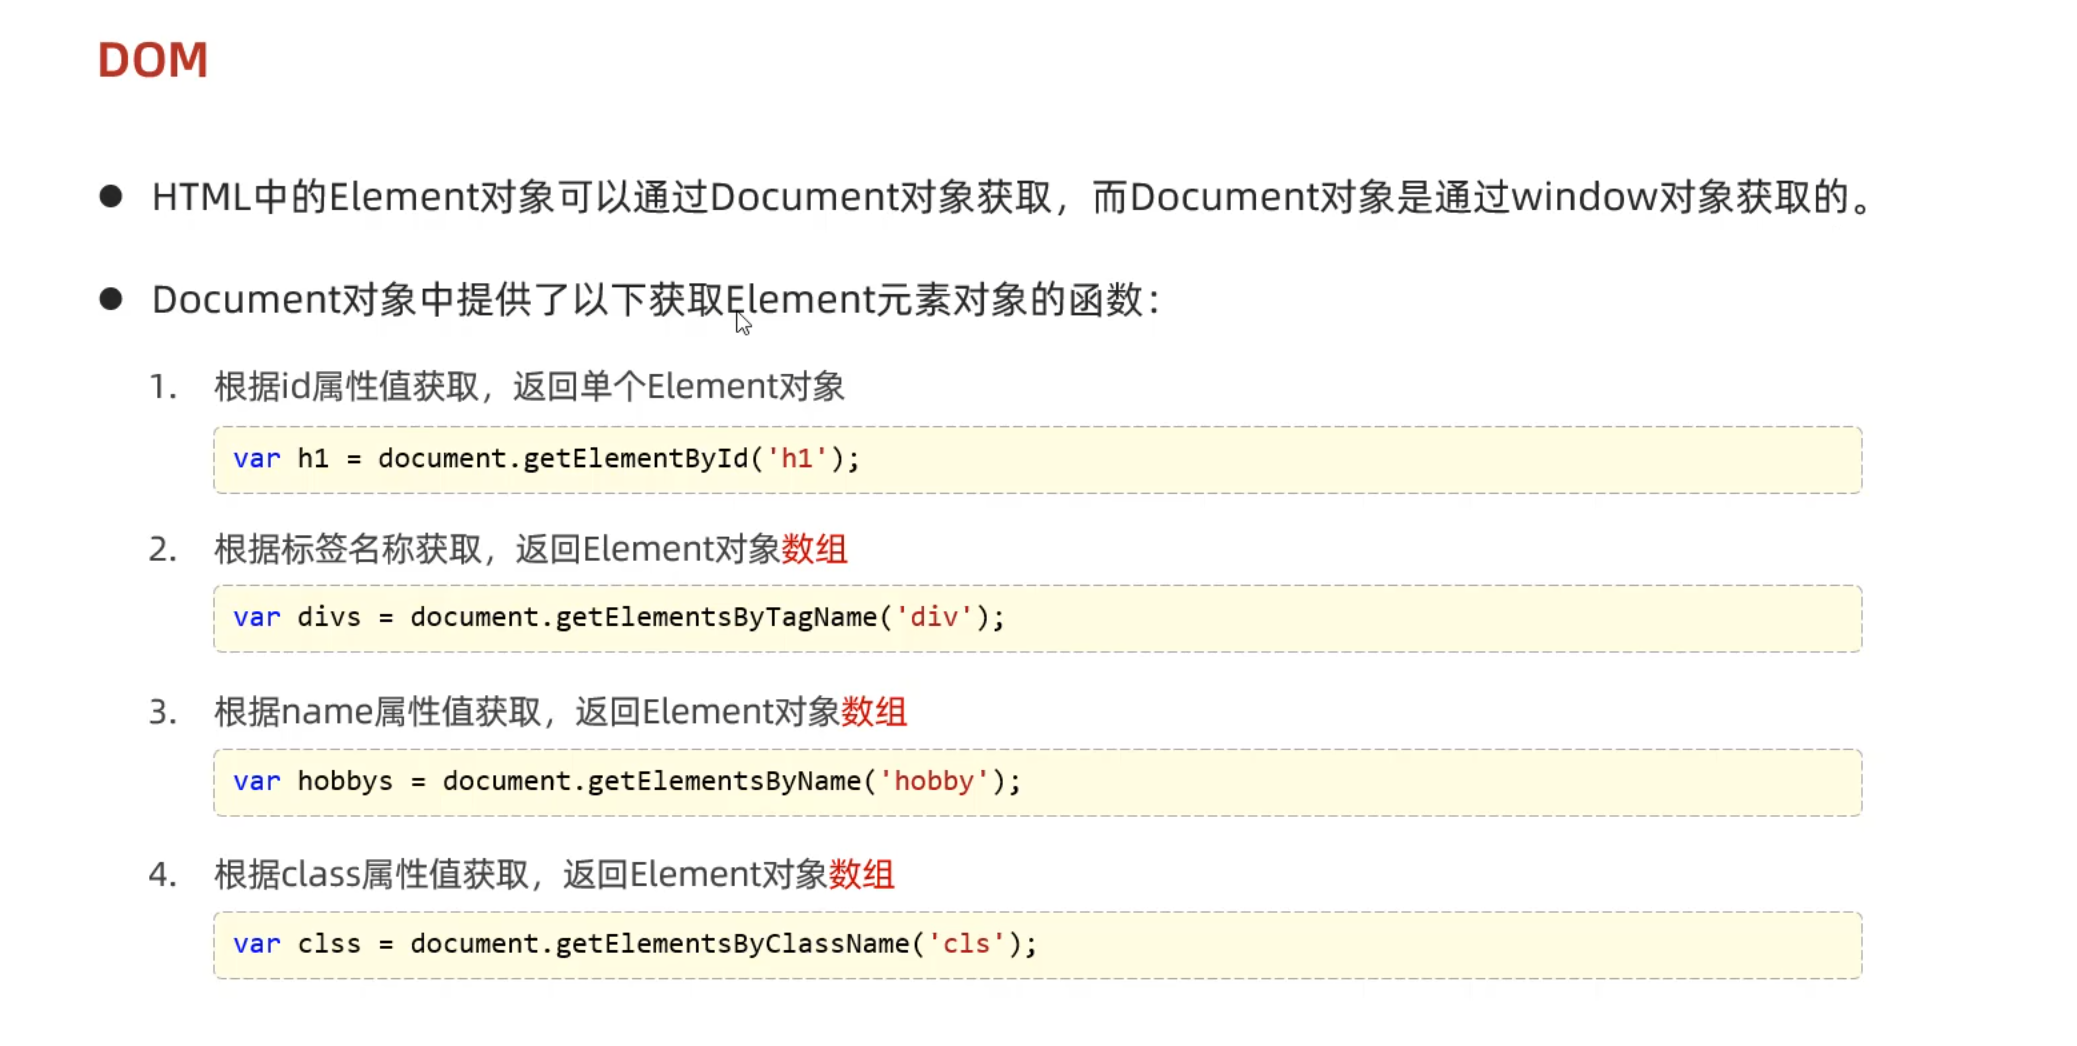 DOM
HTML中的Element对象可以通过Document对象获取，而Document对象是通过window对象获取的。
Document对象中提供了以下获取Element元素对象的函数：
1. 根据id属性值获取，返回单个Element对象
var h1 = document.getElementById('h1');
2. 根据标签名称获取，返回Element对象数组
var divs = document.getElementsByTagName('div');
3. 根据name属性值获取，返回Element对象数组
var hobbys = document.getElementsByName('hobby');
4. 根据class属性值获取，返回Element对象数组
var clss = document.getElementsByClassName('cls');